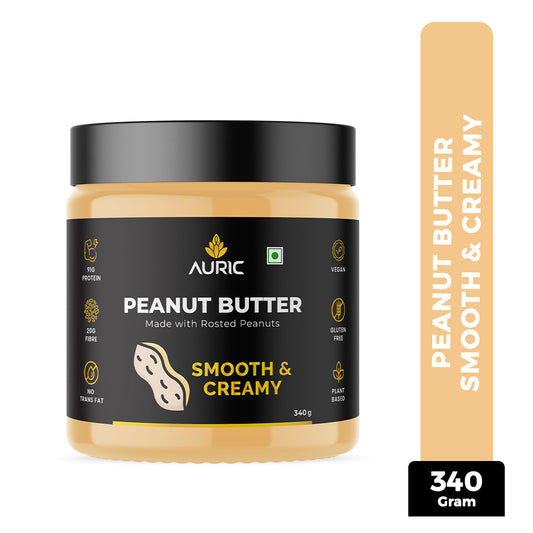 AURIC
PEANUT BUTTER
Made with Rosted Peanuts
SMOOTH &
CREAMY
340 g
91G
PROTEIN
20G
FIBRE
NO
TRANS FAT
VEGAN
GLUTEN
FREE
PLANT
BASED
PEANUT BUTTER
SMOOTH & CREAMY
340
Gram